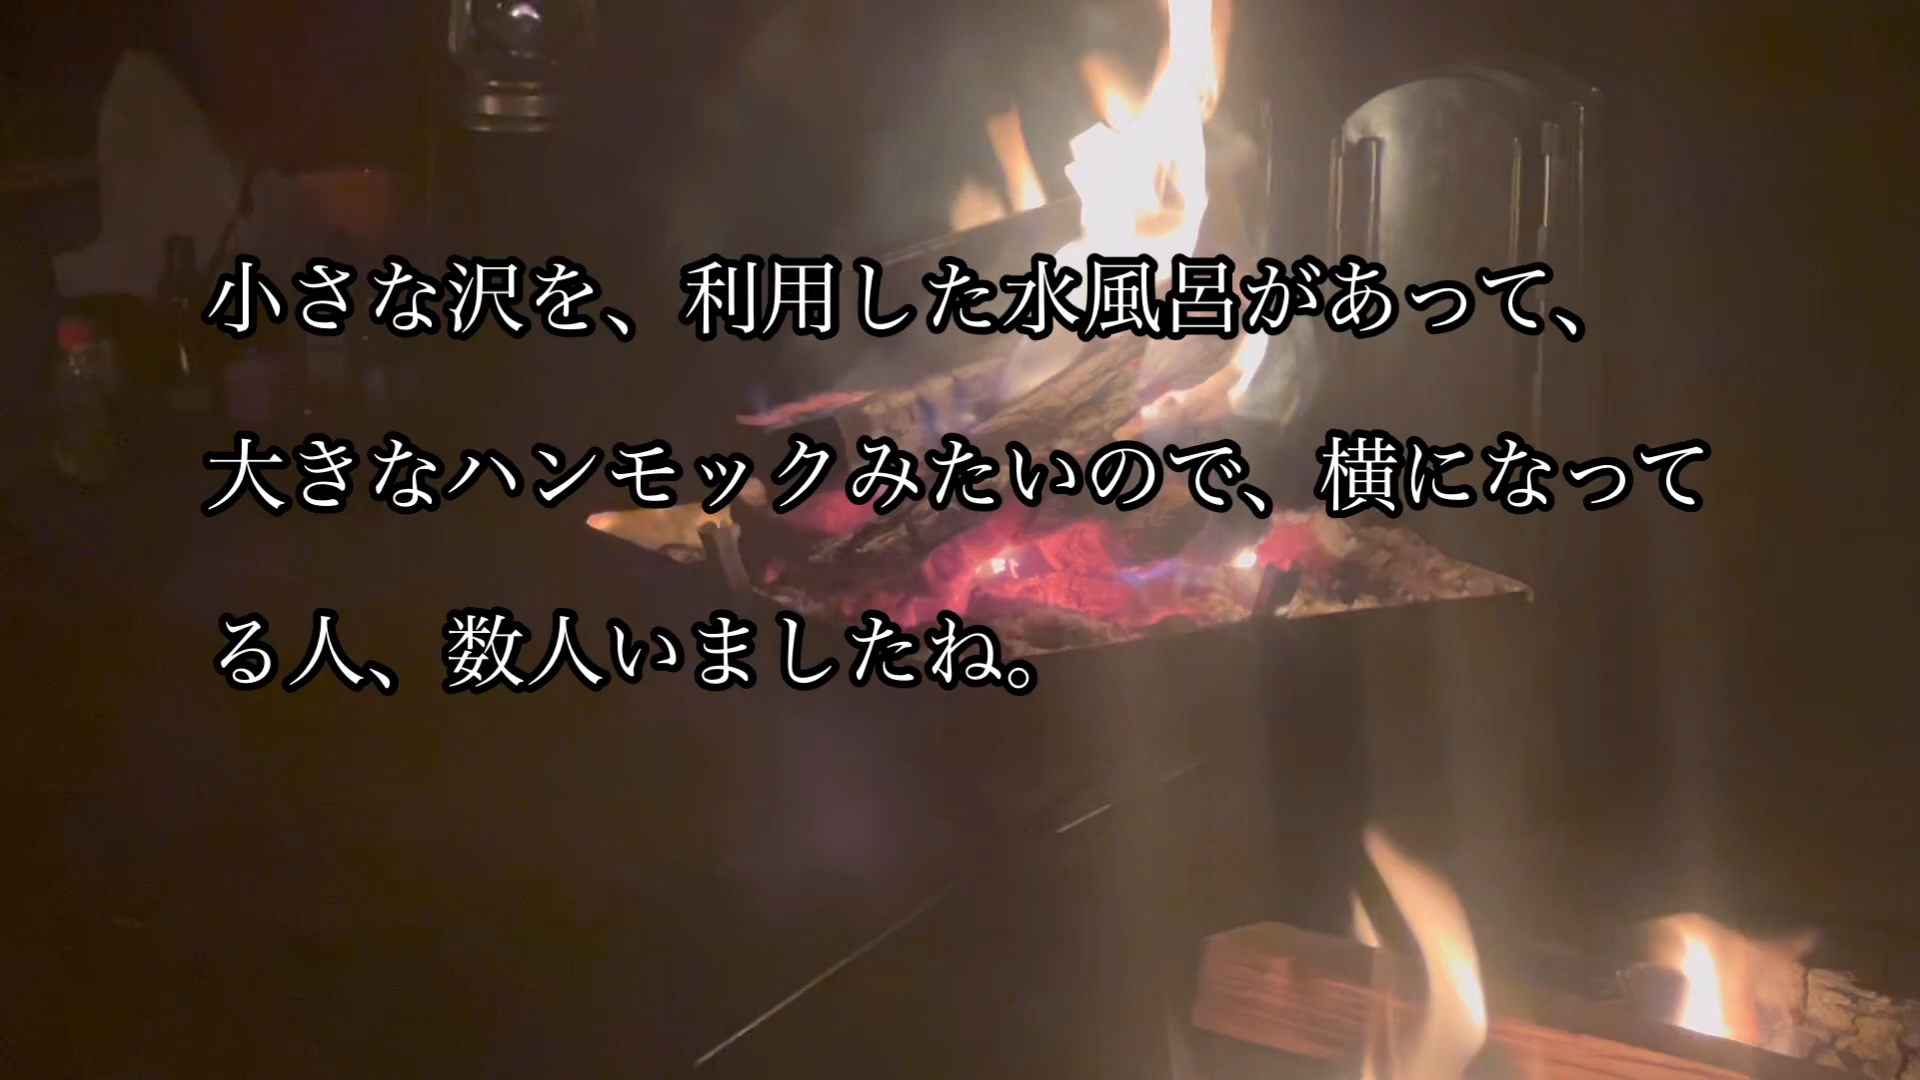 小さな沢を、利用した水風呂があって、
大きなハンモックみたいので、横になって
る人、数人いましたね。